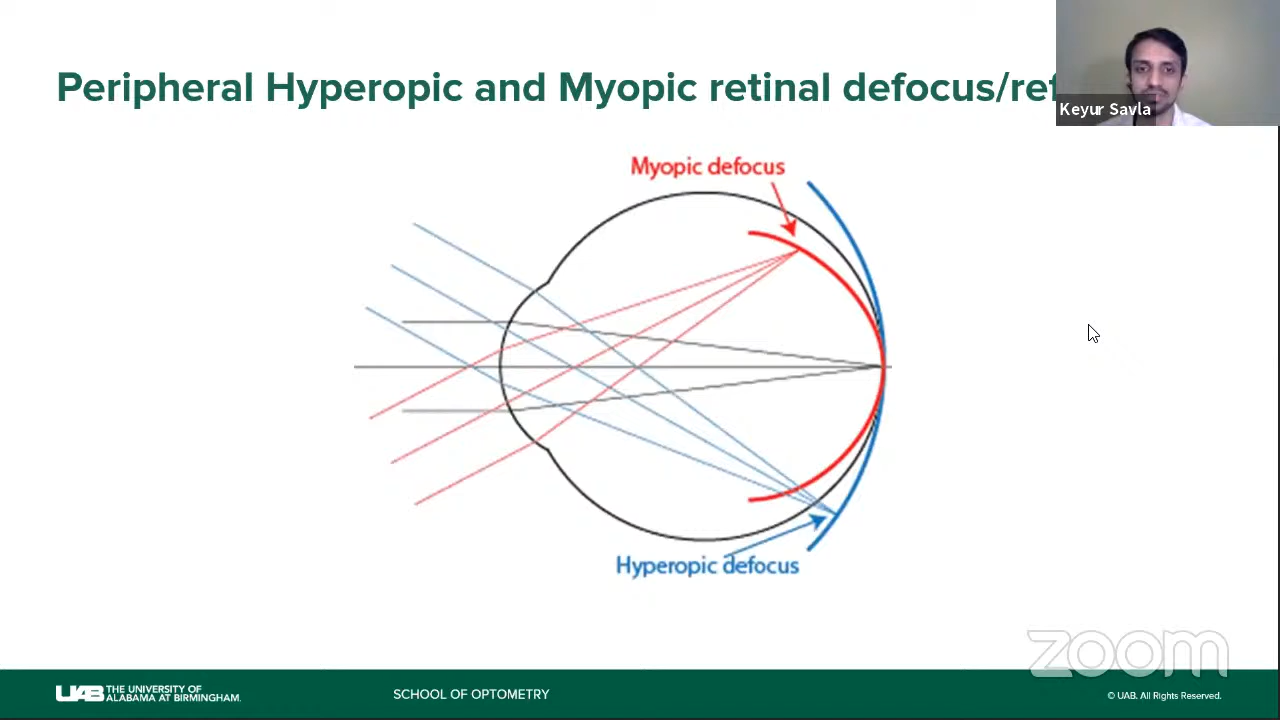 Peripheral Hyperopic and Myopic retinal defocus/ref
Keyur Savla
Myopic defocus
Hyperopic defocus
zoom
UAB THE UNIVERSITY OF
ALABAMA AT BIRMINGHAM.
SCHOOL OF OPTOMETRY
© UAB. All Rights Reserved.